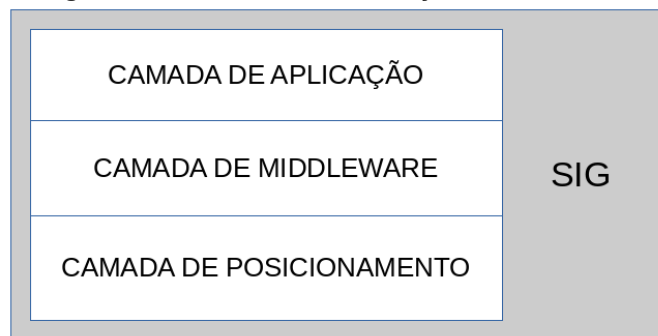 CAMADA DE APLICAÇÃO
CAMADA DE MIDDLEWARE
SIG
CAMADA DE POSICIONAMENTO